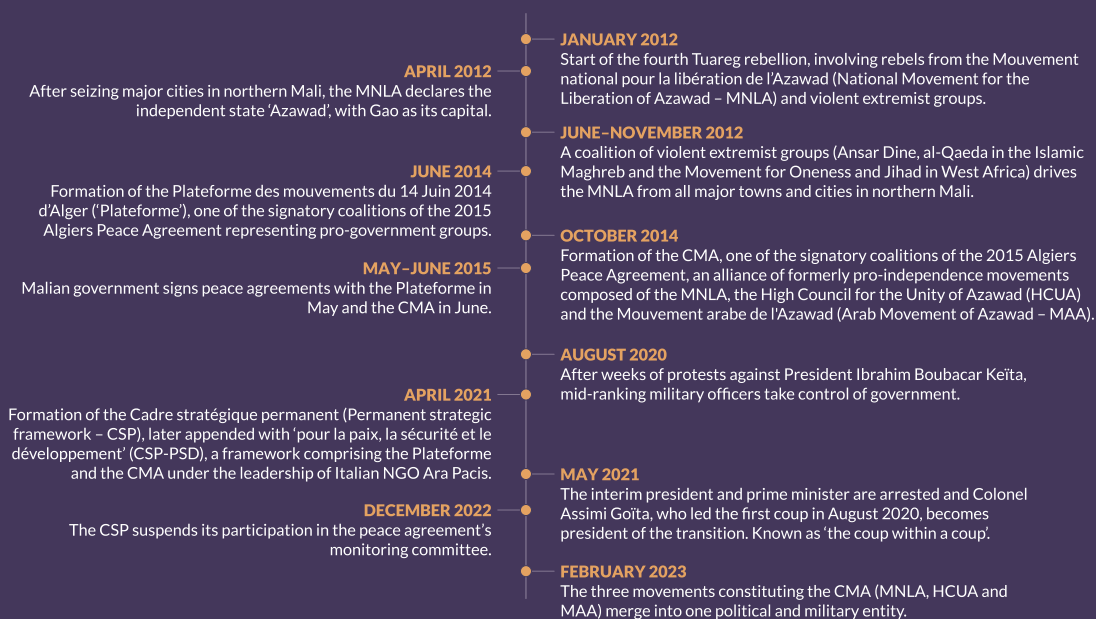 JANUARY 2012
Start of the fourth Tuareg rebellion, involving rebels from the Mouvement
national pour la libération de l'Azawad (National Movement for the
Liberation of Azawad – MNLA) and violent extremist groups.
APRIL 2012
After seizing major cities in northern Mali, the MNLA declares the
independent state ‘Azawad’, with Gao as its capital.
JUNE–NOVEMBER 2012
A coalition of violent extremist groups (Ansar Dine, al-Qaeda in the Islamic
Maghreb and the Movement for Oneness and Jihad in West Africa) drives
the MNLA from all major towns and cities in northern Mali.
JUNE 2014
Formation of the Plateforme des mouvements du 14 Juin 2014
d’Alger (‘Plateforme’), one of the signatory coalitions of the 2015
Algiers Peace Agreement representing pro-government groups.
OCTOBER 2014
Formation of the CMA, one of the signatory coalitions of the 2015 Algiers
Peace Agreement, an alliance of formerly pro-independence movements
composed of the MNLA, the High Council for the Unity of Azawad (HCUA)
and the Mouvement arabe de l'Azawad (Arab Movement of Azawad – MAA).
MAY–JUNE 2015
Malian government signs peace agreements with the Plateforme in
May and the CMA in June.
AUGUST 2020
After weeks of protests against President Ibrahim Boubacar Keïta,
mid-ranking military officers take control of government.
APRIL 2021
Formation of the Cadre stratégique permanent (Permanent strategic
framework – CSP), later appended with ‘pour la paix, la sécurité et le
développement’ (CSP-PSD), a framework comprising the Plateforme
and the CMA under the leadership of Italian NGO Ara Pacis.
MAY 2021
The interim president and prime minister are arrested and Colonel
Assimi Goïta, who led the first coup in August 2020, becomes
president of the transition. Known as ‘the coup within a coup’.
DECEMBER 2022
The CSP suspends its participation in the peace agreement’s
monitoring committee.
FEBRUARY 2023
The three movements constituting the CMA (MNLA, HCUA and
MAA) merge into one political and military entity.